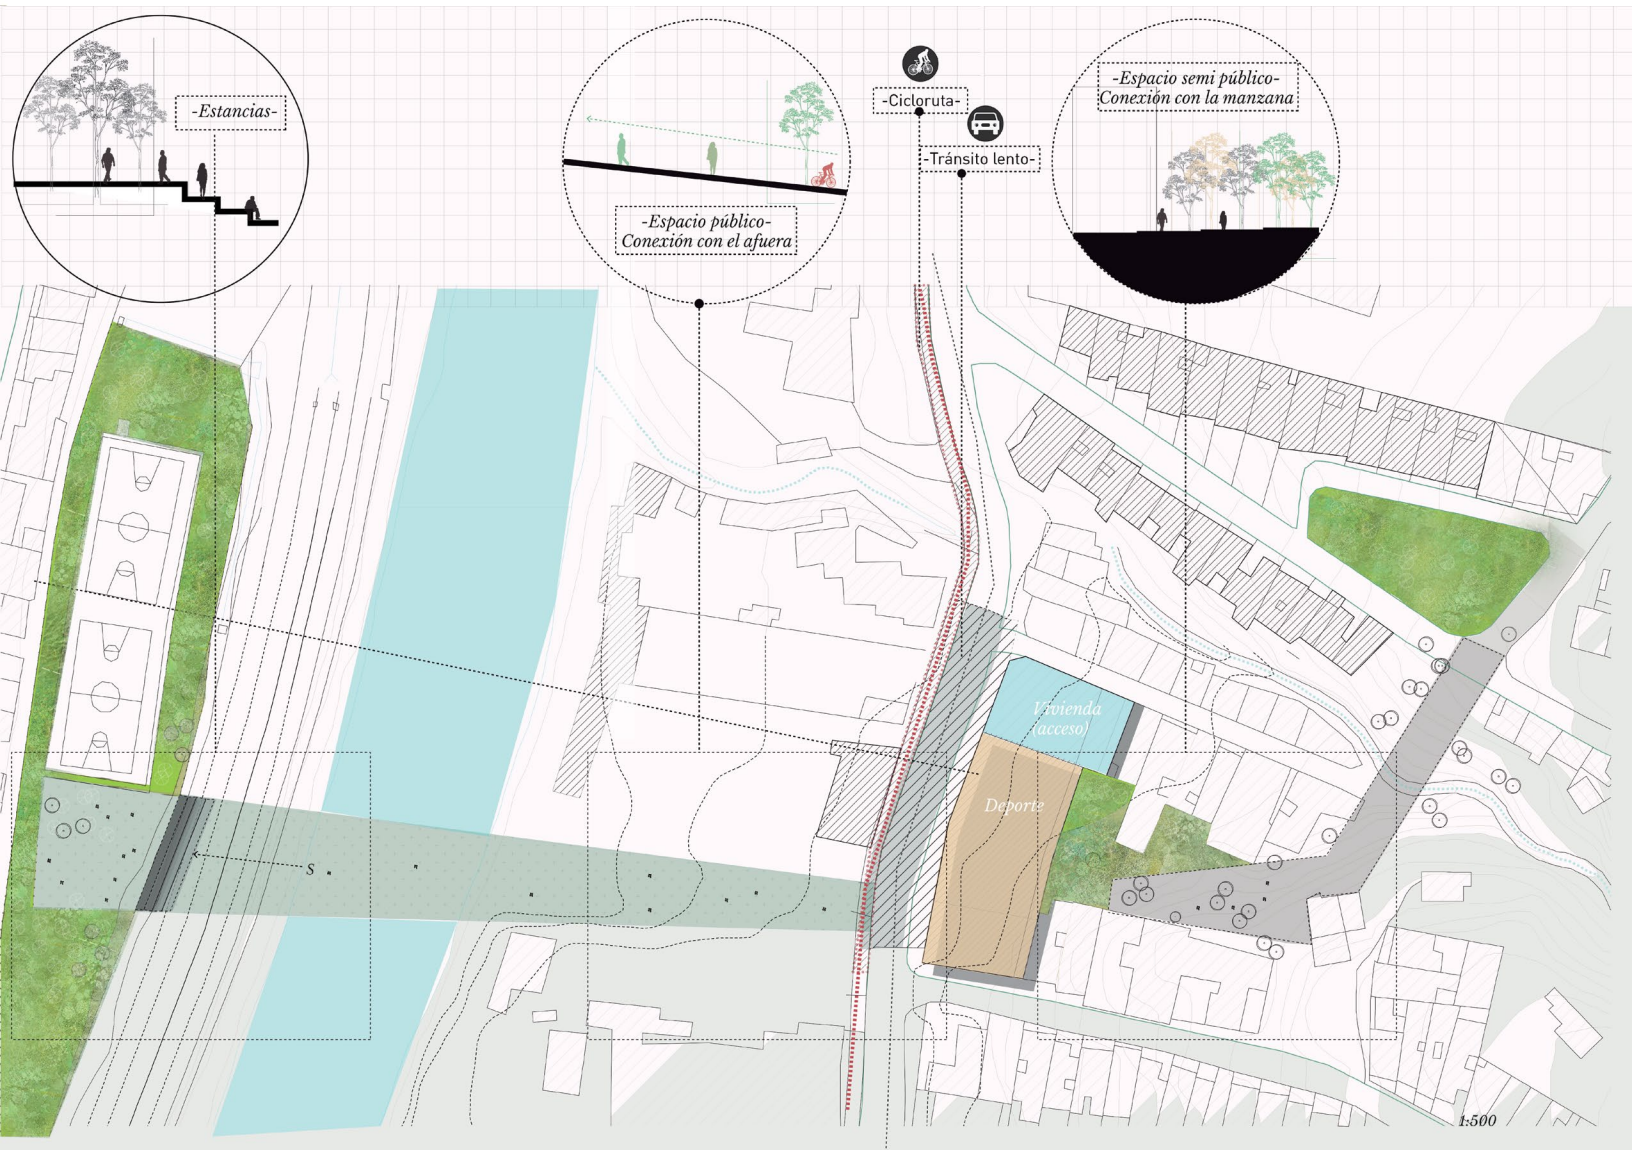 -Estancias-
-Espacio público-
Conexión con el afuera
-Cicloruta-
-Tránsito lento-
-Espacio semi público-
Conexión con la manzana
Vivienda
(acceso)
Deporte
S
1:500